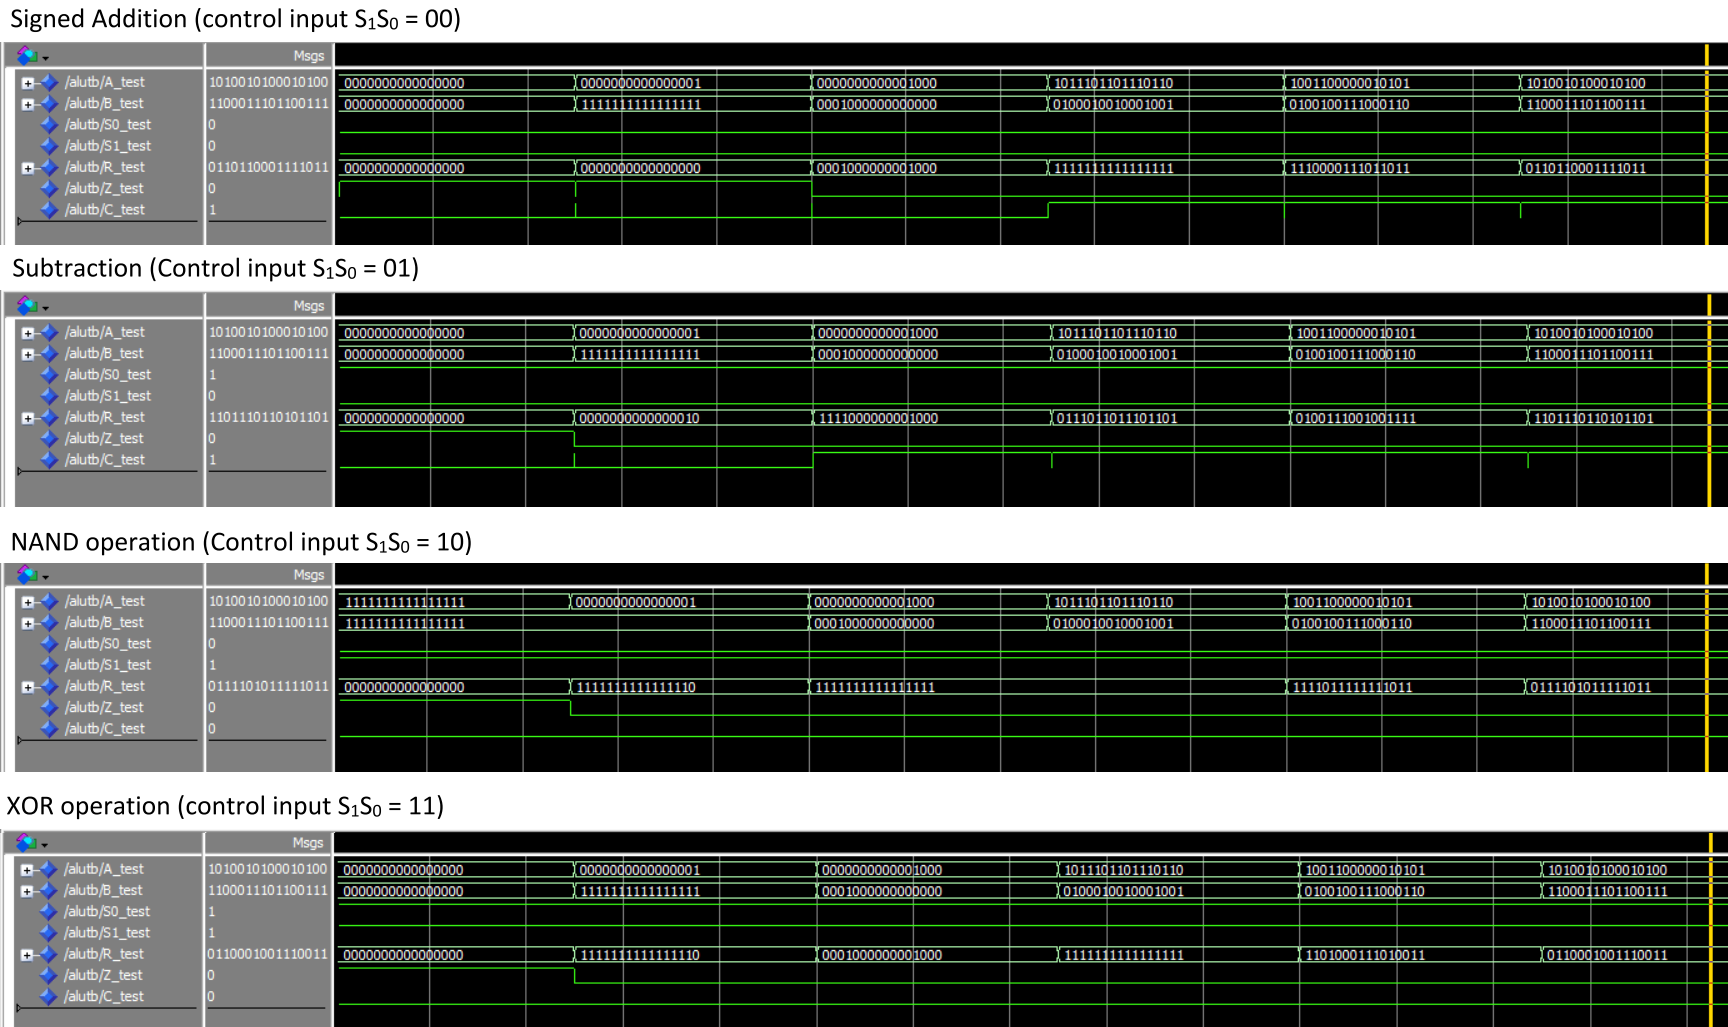 Signed Addition (control input S₁S₀ = 00)
Msgs
/alutb/A_test 1010010100010100 0000000000000000 0000000000000001 0000000000001000 1011101101110110 1001100000010101 1010010100010100
/alutb/B_test 1100011101100111 0000000000000000 1111111111111111 0001000000000000 0100010010001001 0100100111000110 1100011101100111
/alutb/S0_test 0
/alutb/S1_test 0
/alutb/R_test 0110110001111011 0000000000000000 0000000000000000 0001000000001000 1111111111111111 1110000111011011 0110110001111011
/alutb/Z_test 0
/alutb/C_test 1
Subtraction (Control input S₁S₀ = 01)
Msgs
/alutb/A_test 1010010100010100 0000000000000000 0000000000000001 0000000000001000 1011101101110110 1001100000010101 1010010100010100
/alutb/B_test 1100011101100111 0000000000000000 1111111111111111 0001000000000000 0100010010001001 0100100111000110 1100011101100111
/alutb/S0_test 1
/alutb/S1_test 0
/alutb/R_test 1101110110101101 0000000000000000 0000000000000010 1111000000001000 0111011011101101 0100111001001111 1101110110101101
/alutb/Z_test 0
/alutb/C_test 1
NAND operation (Control input S₁S₀ = 10)
Msgs
/alutb/A_test 1010010100010100 1111111111111111 0000000000000001 0000000000001000 1011101101110110 1001100000010101 1010010100010100
/alutb/B_test 1100011101100111 1111111111111111 0001000000000000 0100010010001001 0100100111000110 1100011101100111
/alutb/S0_test 0
/alutb/S1_test 1
/alutb/R_test 0111101011111011 0000000000000000 1111111111111110 1111111111111111 1111011111111011 0111101011111011
/alutb/Z_test 0
/alutb/C_test 0
XOR operation (control input S₁S₀ = 11)
Msgs
/alutb/A_test 1010010100010100 0000000000000000 0000000000000001 0000000000001000 1011101101110110 1001100000010101 1010010100010100
/alutb/B_test 1100011101100111 0000000000000000 1111111111111111 0001000000000000 0100010010001001 0100100111000110 1100011101100111
/alutb/S0_test 1
/alutb/S1_test 1
/alutb/R_test 0110001001110011 0000000000000000 1111111111111110 0001000000001000 1111111111111111 1101000111010011 0110001001110011
/alutb/Z_test 0
/alutb/C_test 0